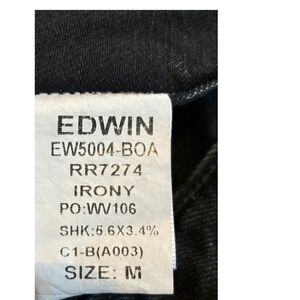 EDWIN
EW5004-BOA
RR7274
IRONY
PO:WV106
SHK:5.6X3.4%
C1-B(A003)
SIZE: M